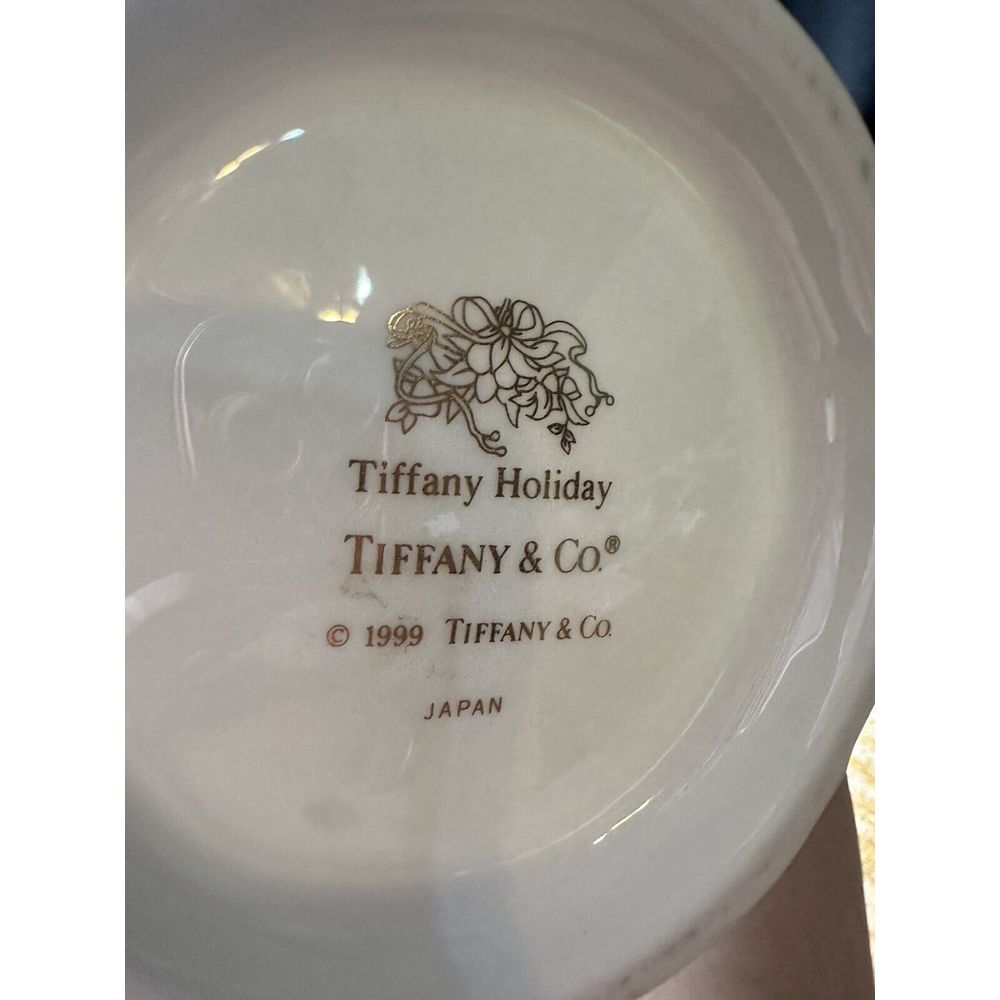 Tiffany Holiday
TIFFANY & CO.®
© 1999 TIFFANY & CO.
JAPAN